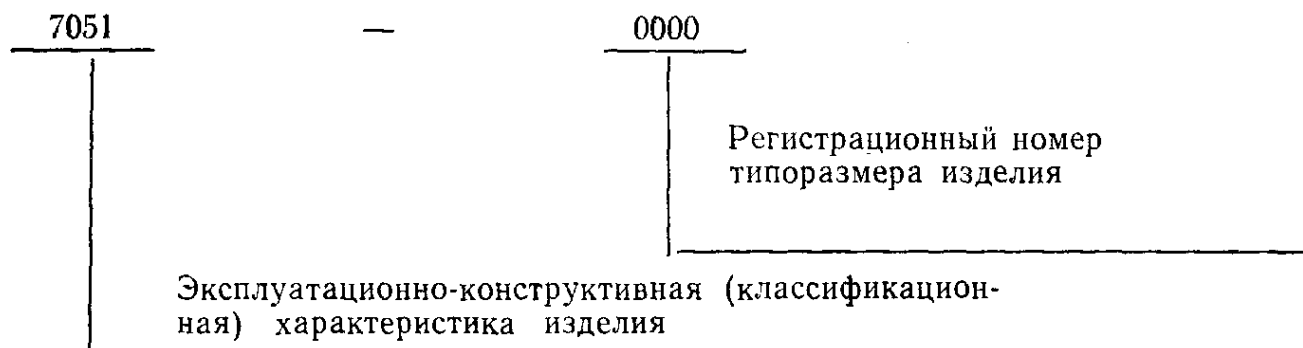 7051 — 0000
Регистрационный номер
типоразмера изделия
Эксплуатационно-конструктивная (классификацион-
ная) характеристика изделия